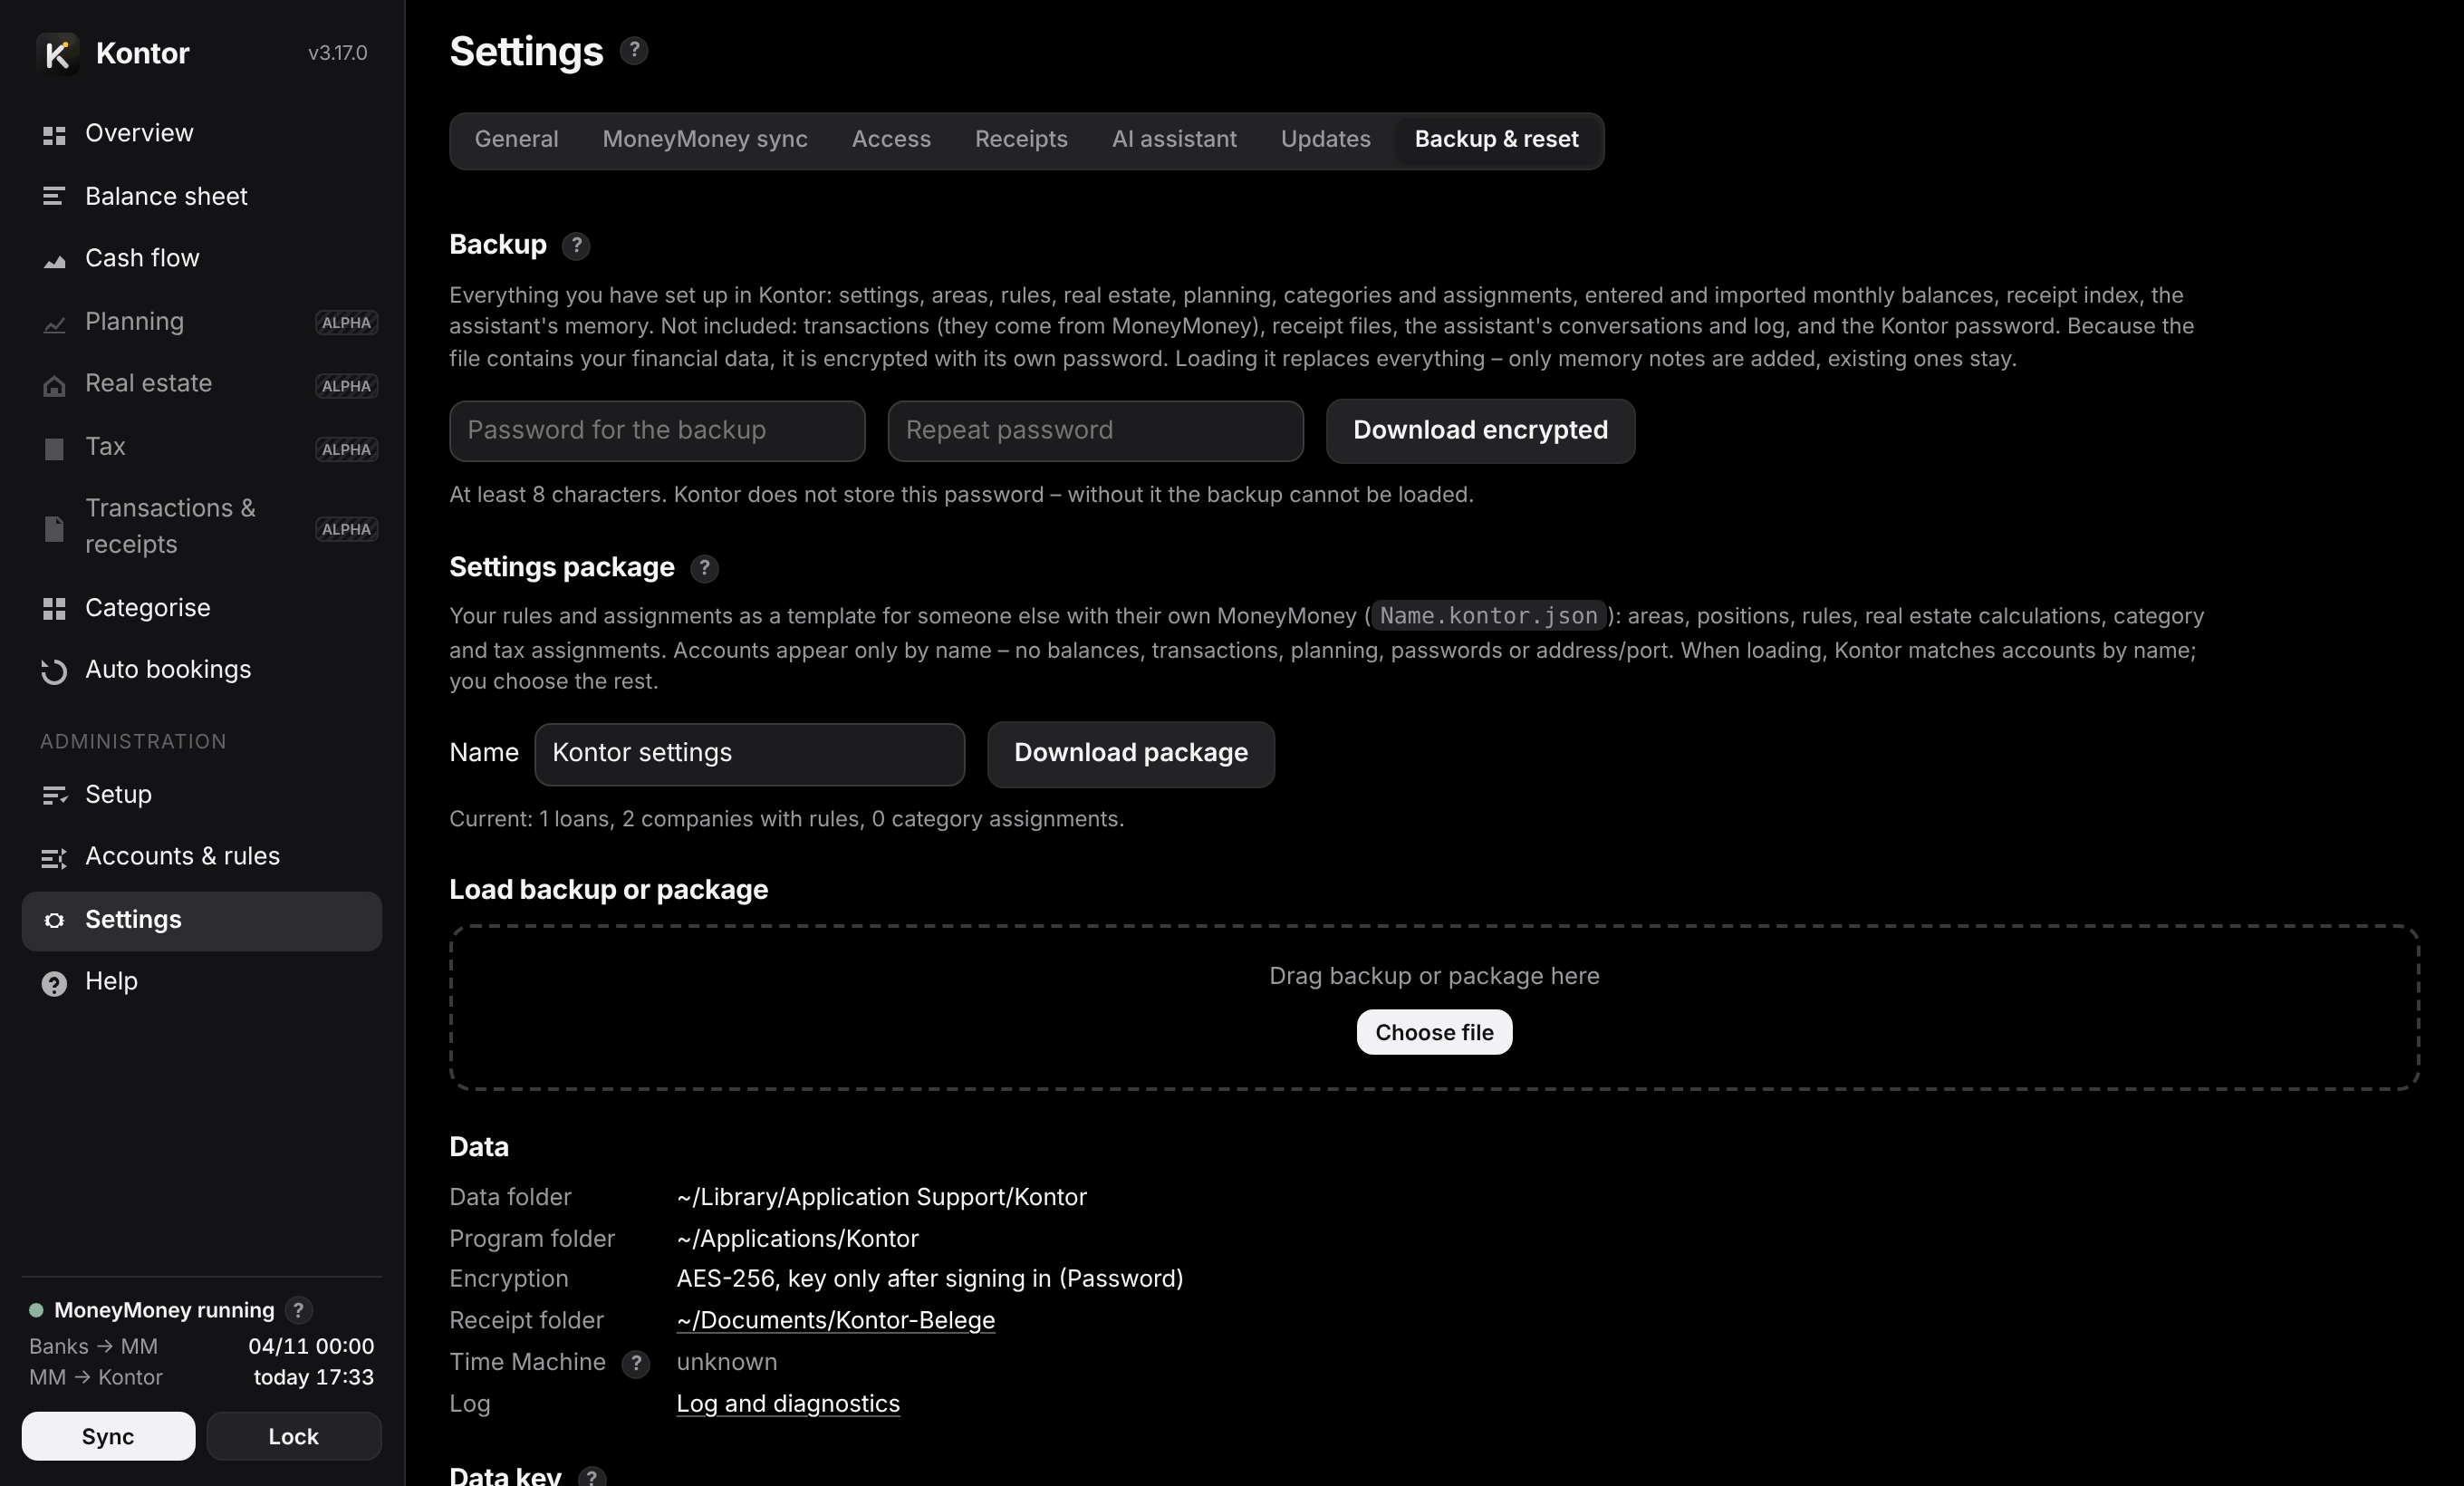 Kontor
v3.17.0
Overview
Balance sheet
Cash flow
Planning
ALPHA
Real estate
ALPHA
Tax
ALPHA
Transactions &
receipts
ALPHA
Categorise
Auto bookings
ADMINISTRATION
Setup
Accounts & rules
Settings
Help
MoneyMoney running ?
Banks → MM 04/11 00:00
MM → Kontor today 17:33
Sync
Lock
Settings ?
General
MoneyMoney sync
Access
Receipts
AI assistant
Updates
Backup & reset
Backup ?
Everything you have set up in Kontor: settings, areas, rules, real estate, planning, categories and assignments, entered and imported monthly balances, receipt index, the
assistant's memory. Not included: transactions (they come from MoneyMoney), receipt files, the assistant's conversations and log, and the Kontor password. Because the
file contains your financial data, it is encrypted with its own password. Loading it replaces everything – only memory notes are added, existing ones stay.
Password for the backup
Repeat password
Download encrypted
At least 8 characters. Kontor does not store this password – without it the backup cannot be loaded.
Settings package ?
Your rules and assignments as a template for someone else with their own MoneyMoney (Name.kontor.json): areas, positions, rules, real estate calculations, category
and tax assignments. Accounts appear only by name – no balances, transactions, planning, passwords or address/port. When loading, Kontor matches accounts by name;
you choose the rest.
Name
Kontor settings
Download package
Current: 1 loans, 2 companies with rules, 0 category assignments.
Load backup or package
Drag backup or package here
Choose file
Data
Data folder ~/Library/Application Support/Kontor
Program folder ~/Applications/Kontor
Encryption AES-256, key only after signing in (Password)
Receipt folder ~/Documents/Kontor-Belege
Time Machine ? unknown
Log Log and diagnostics
Data key ?